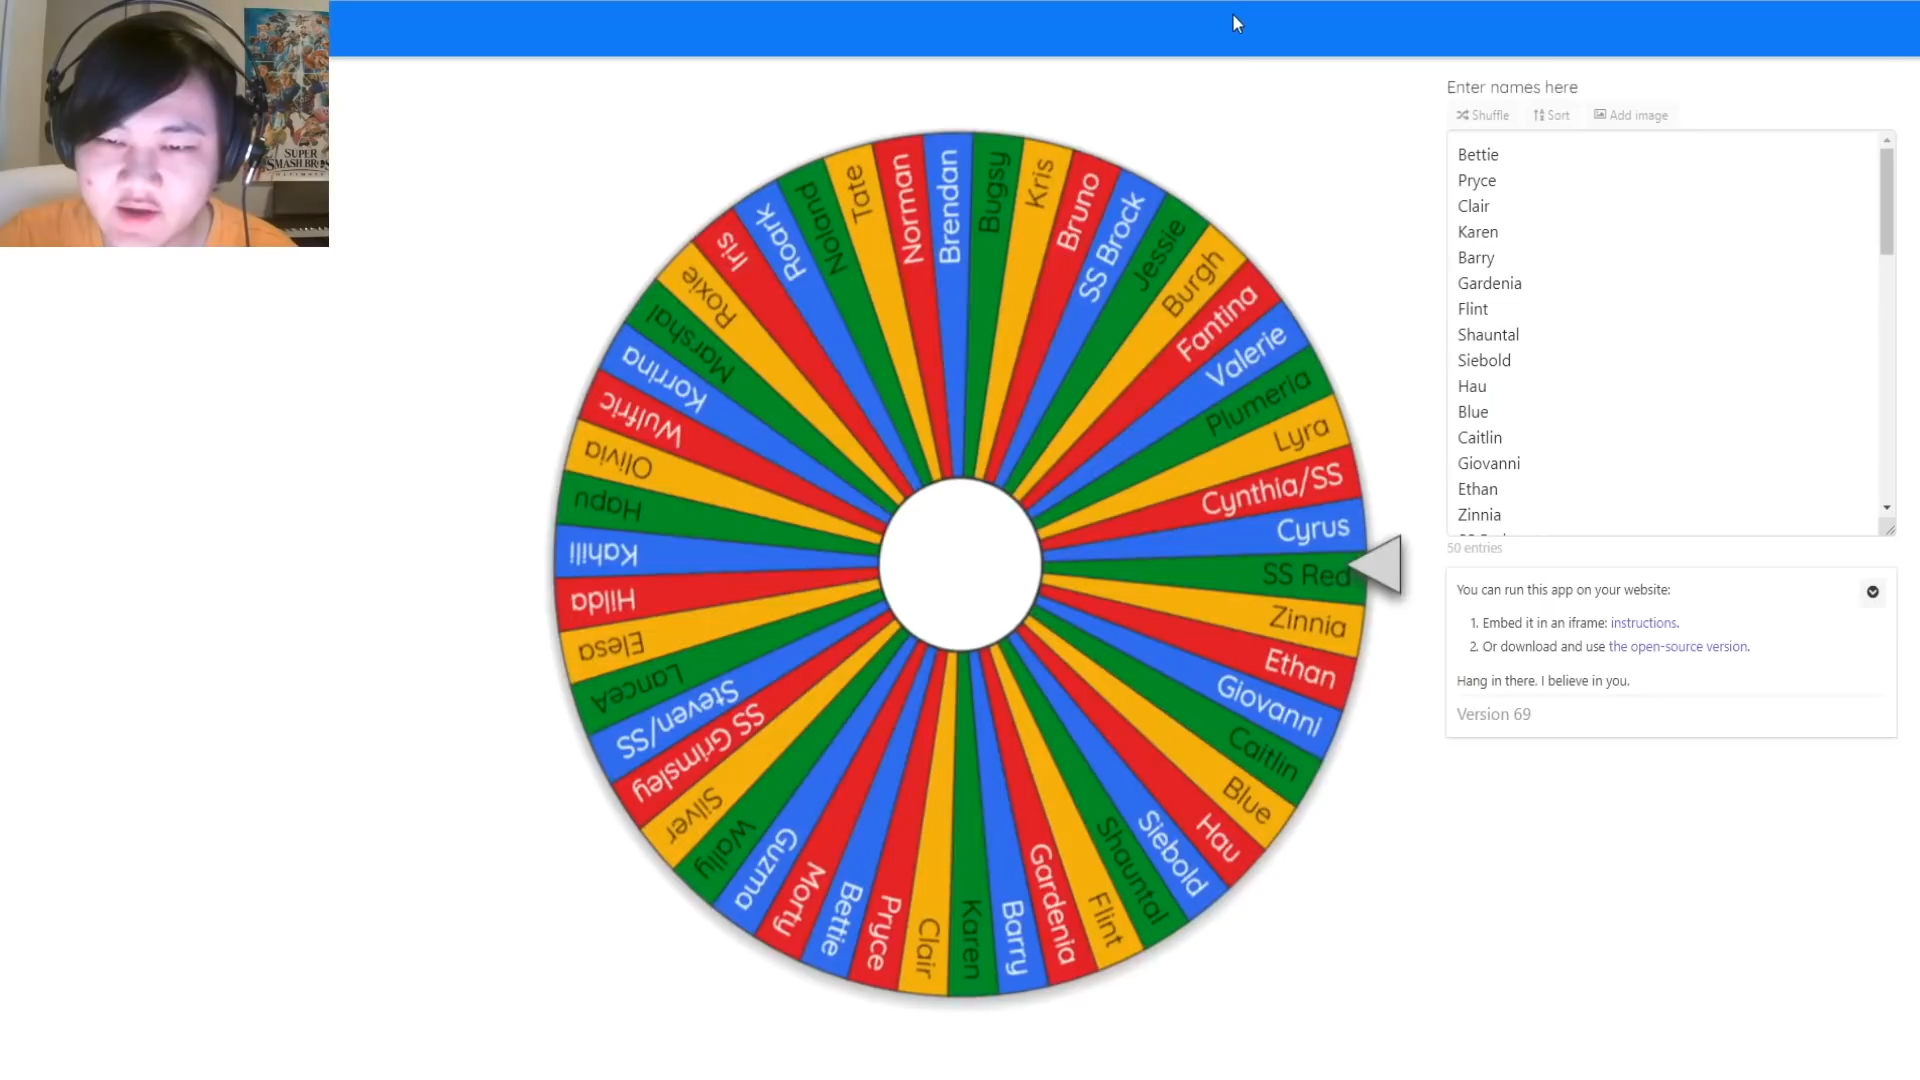 SUPER
SMASH BROS
ULTIMATE
Enter names here
Shuffle
Sort
Add image
Bettie
Pryce
Clair
Karen
Barry
Gardenia
Flint
Shauntal
Siebold
Hau
Blue
Caitlin
Giovanni
Ethan
Zinnia
50 entries
You can run this app on your website:
1. Embed it in an iframe: instructions.
2. Or download and use the open-source version.
Hang in there. I believe in you.
Version 69
Brendan
Bugsy
Kris
Bruno
SS Brock
Jessie
Burgh
Fantina
Valerie
Plumeria
Lyra
Cynthia/SS
Cyrus
SS Red
Zinnia
Ethan
Giovanni
Caitlin
Blue
Hau
Siebold
Shauntal
Flint
Gardenia
Barry
Karen
Clair
Pryce
Bettie
Morty
Guzma
Wally
Silver
SS Grimsley
Steven/SS
LanceA
Elesa
Hilda
Kahili
Hapu
Olivia
Wulfric
Korrina
Marshal
Roxie
Iris
Roark
Noland
Tate
Norman